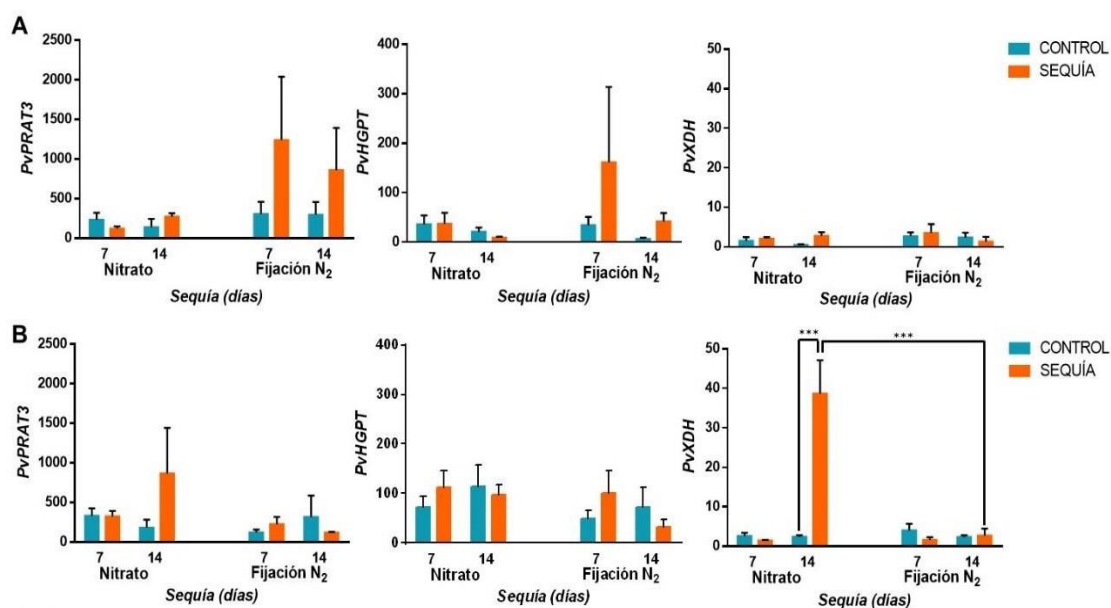 A
PvPRAT3
2500
2000
1500
1000
500
0
7
14
7
14
Nitrato
Fijación N₂
Sequía (días)
PvHGPT
400
300
200
100
0
7
14
7
14
Nitrato
Fijación N₂
Sequía (días)
PvXDH
50
40
30
20
10
0
7
14
7
14
Nitrato
Fijación N₂
Sequía (días)
CONTROL
SEQUÍA
B
PvPRAT3
2500
2000
1500
1000
500
0
7
14
7
14
Nitrato
Fijación N₂
Sequía (días)
PvHGPT
400
300
200
100
0
7
14
7
14
Nitrato
Fijación N₂
Sequía (días)
PvXDH
50
40
30
20
10
0
***
***
7
14
7
14
Nitrato
Fijación N₂
Sequía (días)
CONTROL
SEQUÍA